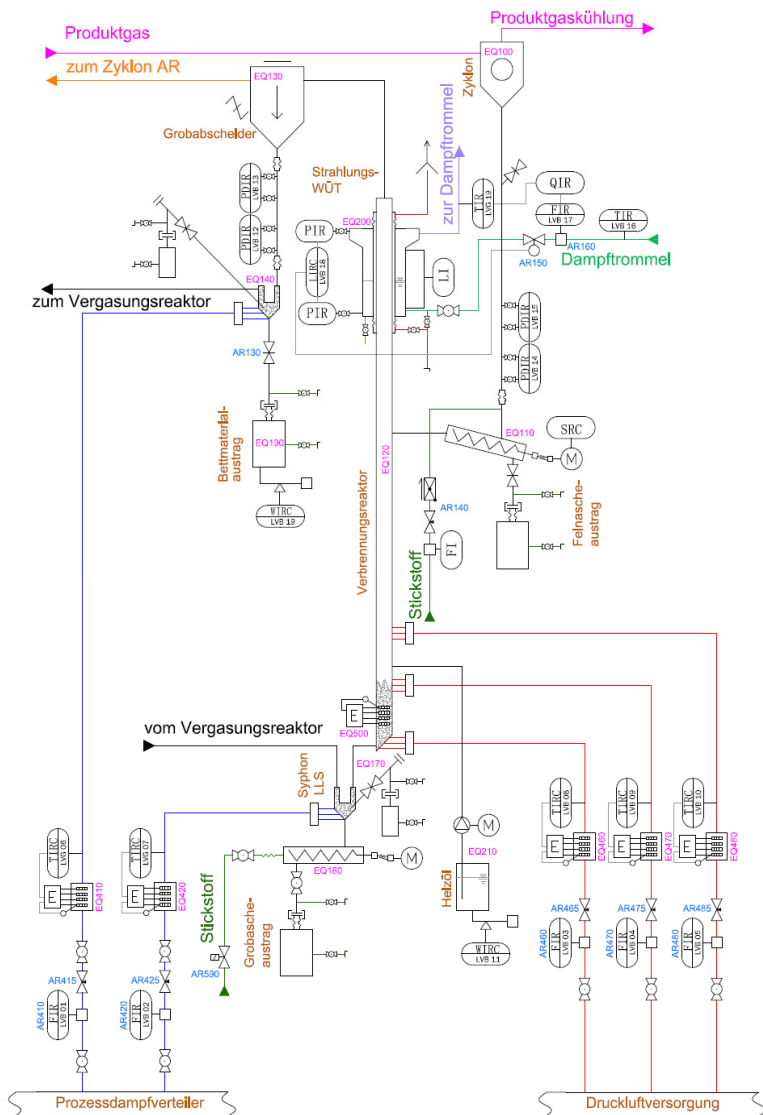 Produktgas
Produktgaskühlung
zum Zyklon AR
EQ130
EQ100
Zyklon
Grobabscheider
Strahlungs-
WÜT
zur Dampftrommel
PDIR
LVB 13
PDIR
LVB 12
EQ200
PIR
TIRC
LVB 18
PIR
LI
TIR
LVG 19
QIR
FIR
LVB 17
TIR
LVB 16
AR160
AR150
Dampftrommel
EQ140
zum Vergasungsreaktor
AR130
PDIR
LVB 15
PDIR
LVB 14
EQ190
Bettmaterial-
austrag
WIRC
LVB 19
EQ120
Verbrennungsreaktor
EQ110
SRC
M
AR140
FI
Stickstoff
Feinasche-
austrag
E
EQ500
vom Vergasungsreaktor
Syphon
LLS
EQ170
EQ180
M
M
EQ210
Heizöl
WIRC
LVB 11
Stickstoff
AR590
Grobasche-
austrag
TIRC
LVG 06
TIRC
LVG 07
E
EQ410
E
EQ420
AR415
AR425
AR410
FIR
LVB 01
AR420
FIR
LVB 02
TIRC
LVB 08
TIRC
LVB 09
TIRC
LVB 10
E
EQ460
E
EQ470
E
EQ480
AR465
AR475
AR485
AR460
FIR
LVB 03
AR470
FIR
LVB 04
AR480
FIR
LVB 05
Prozessdampfverteiler
Druckluftversorgung